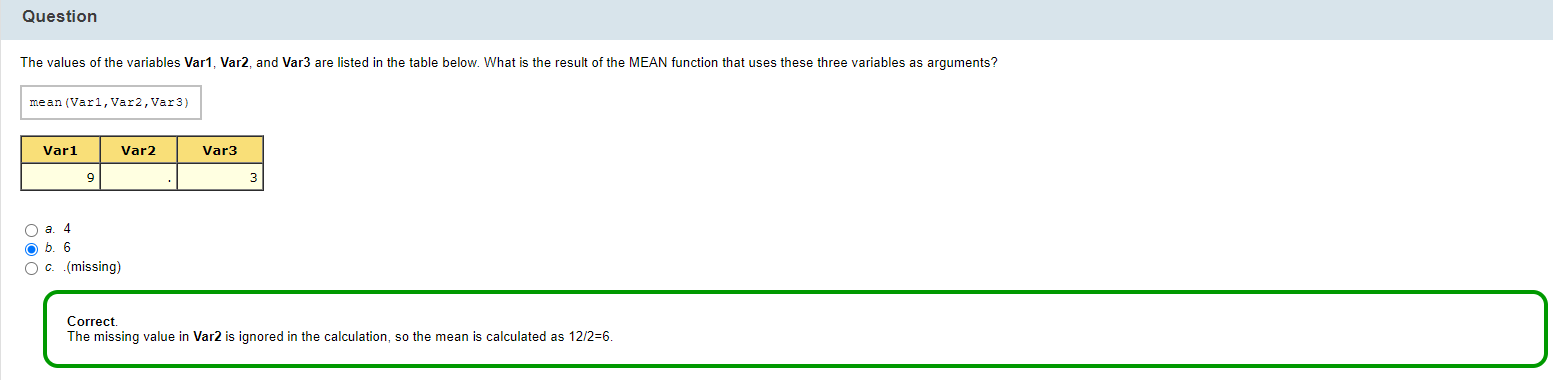 Question
The values of the variables Var1, Var2, and Var3 are listed in the table below. What is the result of the MEAN function that uses these three variables as arguments?
mean(Var1,Var2,Var3)
Var1 Var2 Var3
9 . 3
a. 4
b. 6
c. .(missing)
Correct.
The missing value in Var2 is ignored in the calculation, so the mean is calculated as 12/2=6.